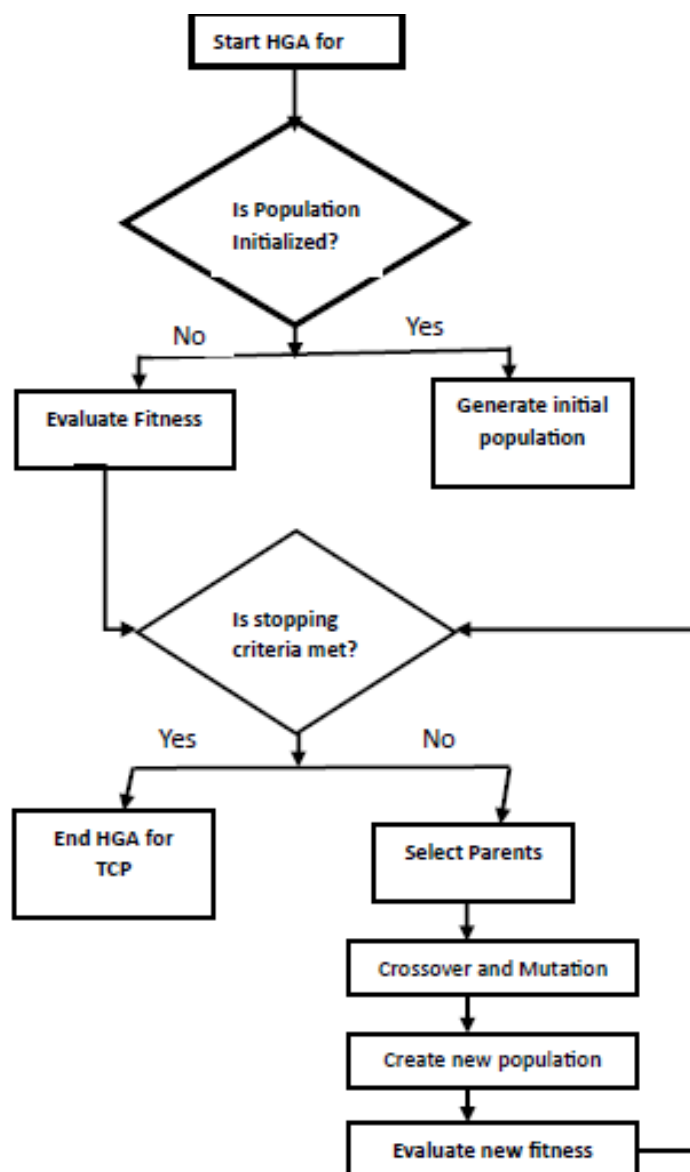 Start HGA for
Is Population
Initialized?
No
Yes
Evaluate Fitness
Generate initial
population
Is stopping
criteria met?
Yes
No
End HGA for
TCP
Select Parents
Crossover and Mutation
Create new population
Evaluate new fitness